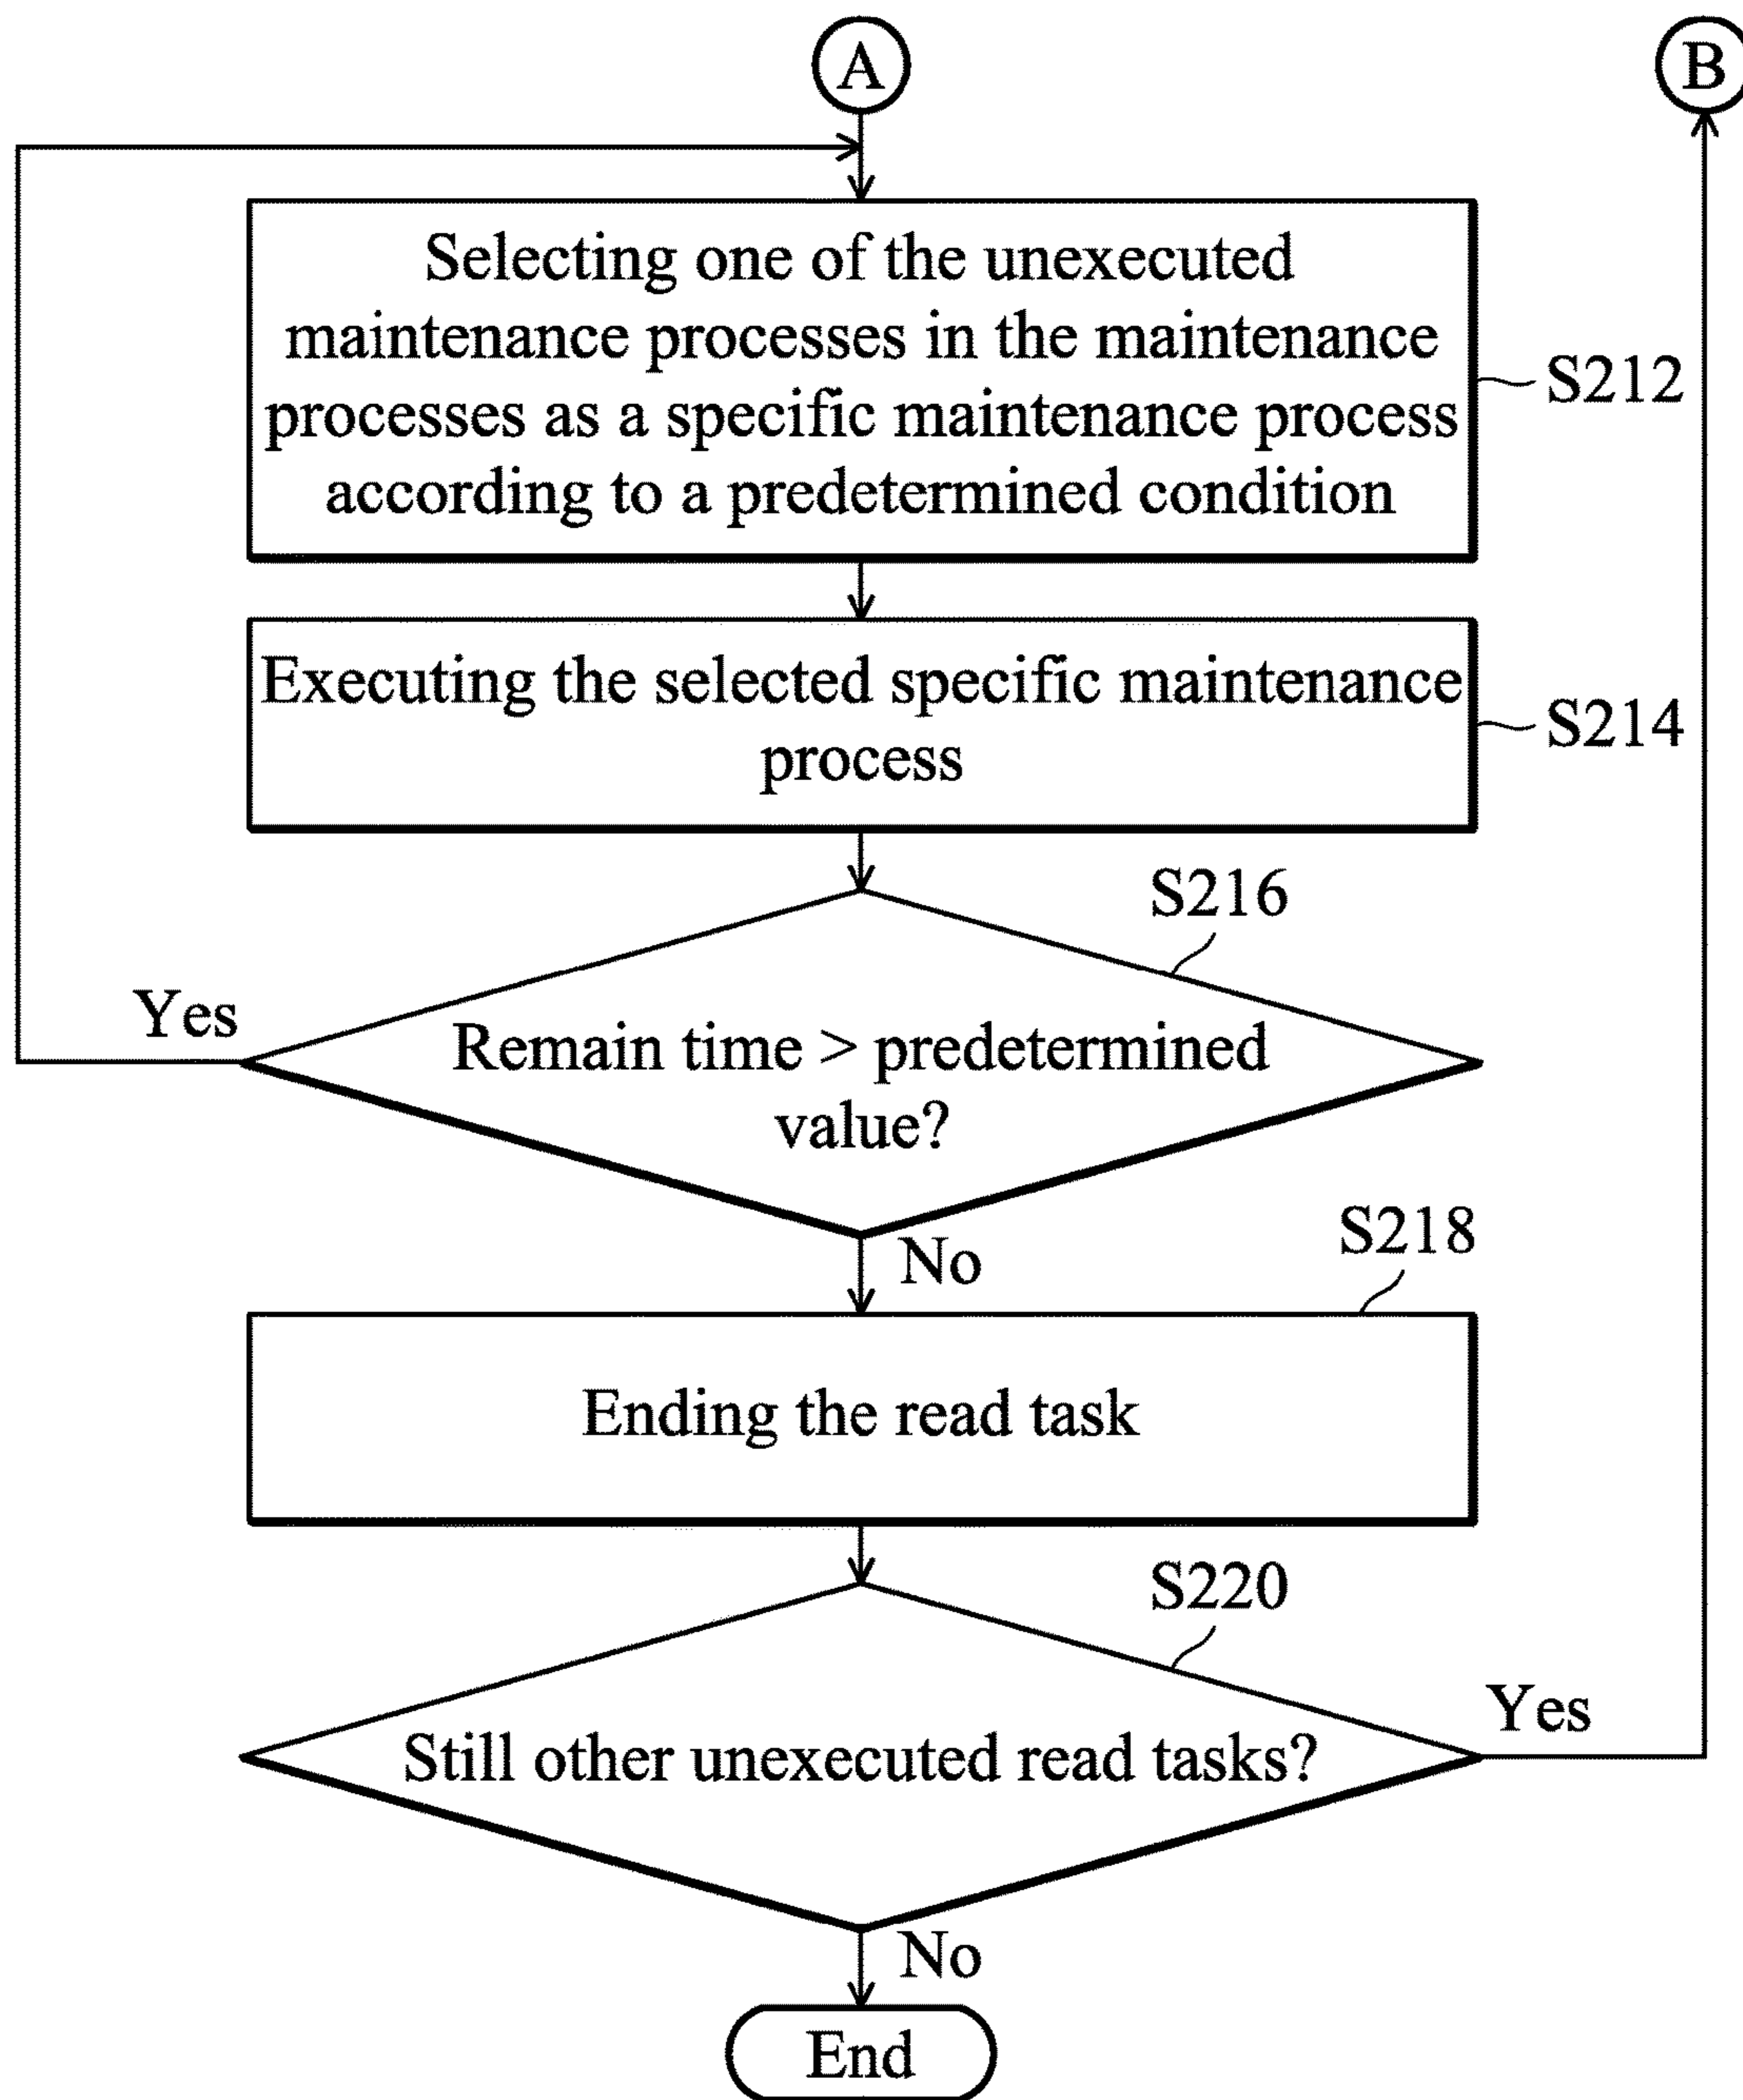 A
B
Selecting one of the unexecuted
maintenance processes in the maintenance
processes as a specific maintenance process
according to a predetermined condition
S212
Executing the selected specific maintenance
process
S214
S216
Yes
Remain time > predetermined
value?
No
S218
Ending the read task
S220
Yes
Still other unexecuted read tasks?
No
End